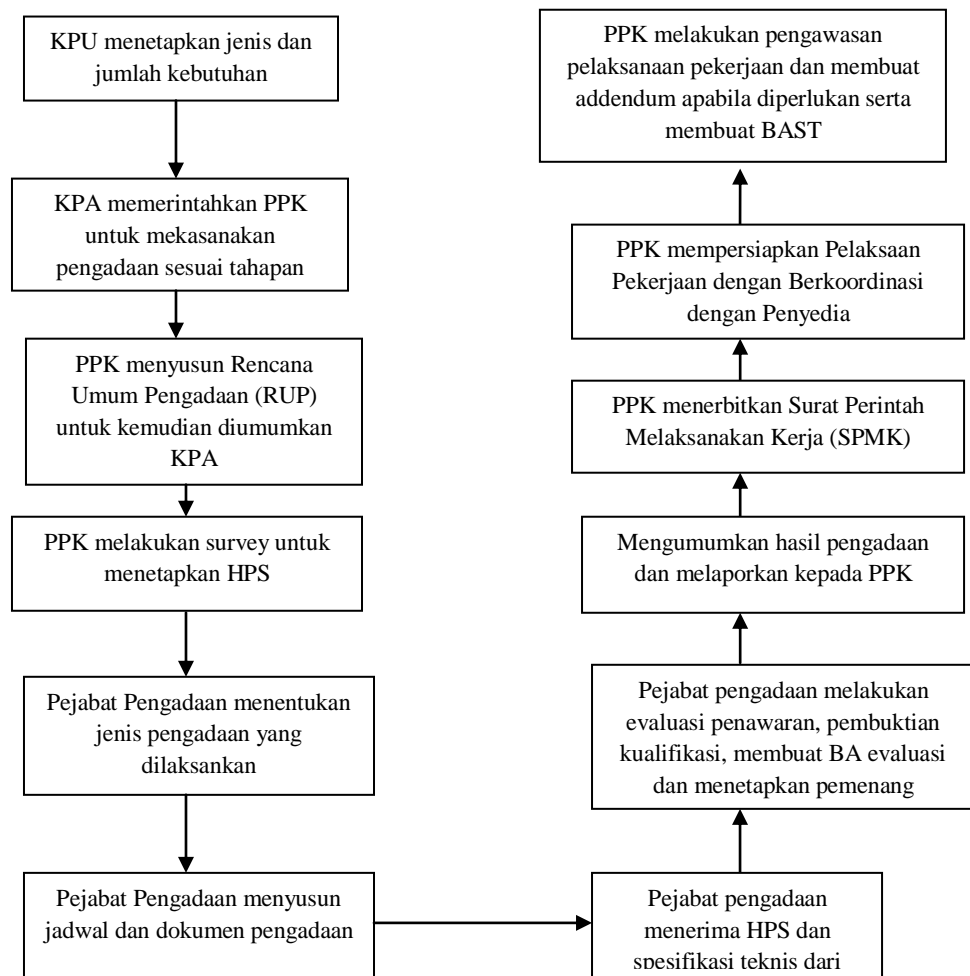 KPU menetapkan jenis dan
jumlah kebutuhan
KPA memerintahkan PPK
untuk mekasanakan
pengadaan sesuai tahapan
PPK menyusun Rencana
Umum Pengadaan (RUP)
untuk kemudian diumumkan
KPA
PPK melakukan survey untuk
menetapkan HPS
Pejabat Pengadaan menentukan
jenis pengadaan yang
dilaksankan
Pejabat Pengadaan menyusun
jadwal dan dokumen pengadaan
Pejabat pengadaan
menerima HPS dan
spesifikasi teknis dari
Pejabat pengadaan melakukan
evaluasi penawaran, pembuktian
kualifikasi, membuat BA evaluasi
dan menetapkan pemenang
Mengumumkan hasil pengadaan
dan melaporkan kepada PPK
PPK menerbitkan Surat Perintah
Melaksanakan Kerja (SPMK)
PPK mempersiapkan Pelaksaan
Pekerjaan dengan Berkoordinasi
dengan Penyedia
PPK melakukan pengawasan
pelaksanaan pekerjaan dan membuat
addendum apabila diperlukan serta
membuat BAST